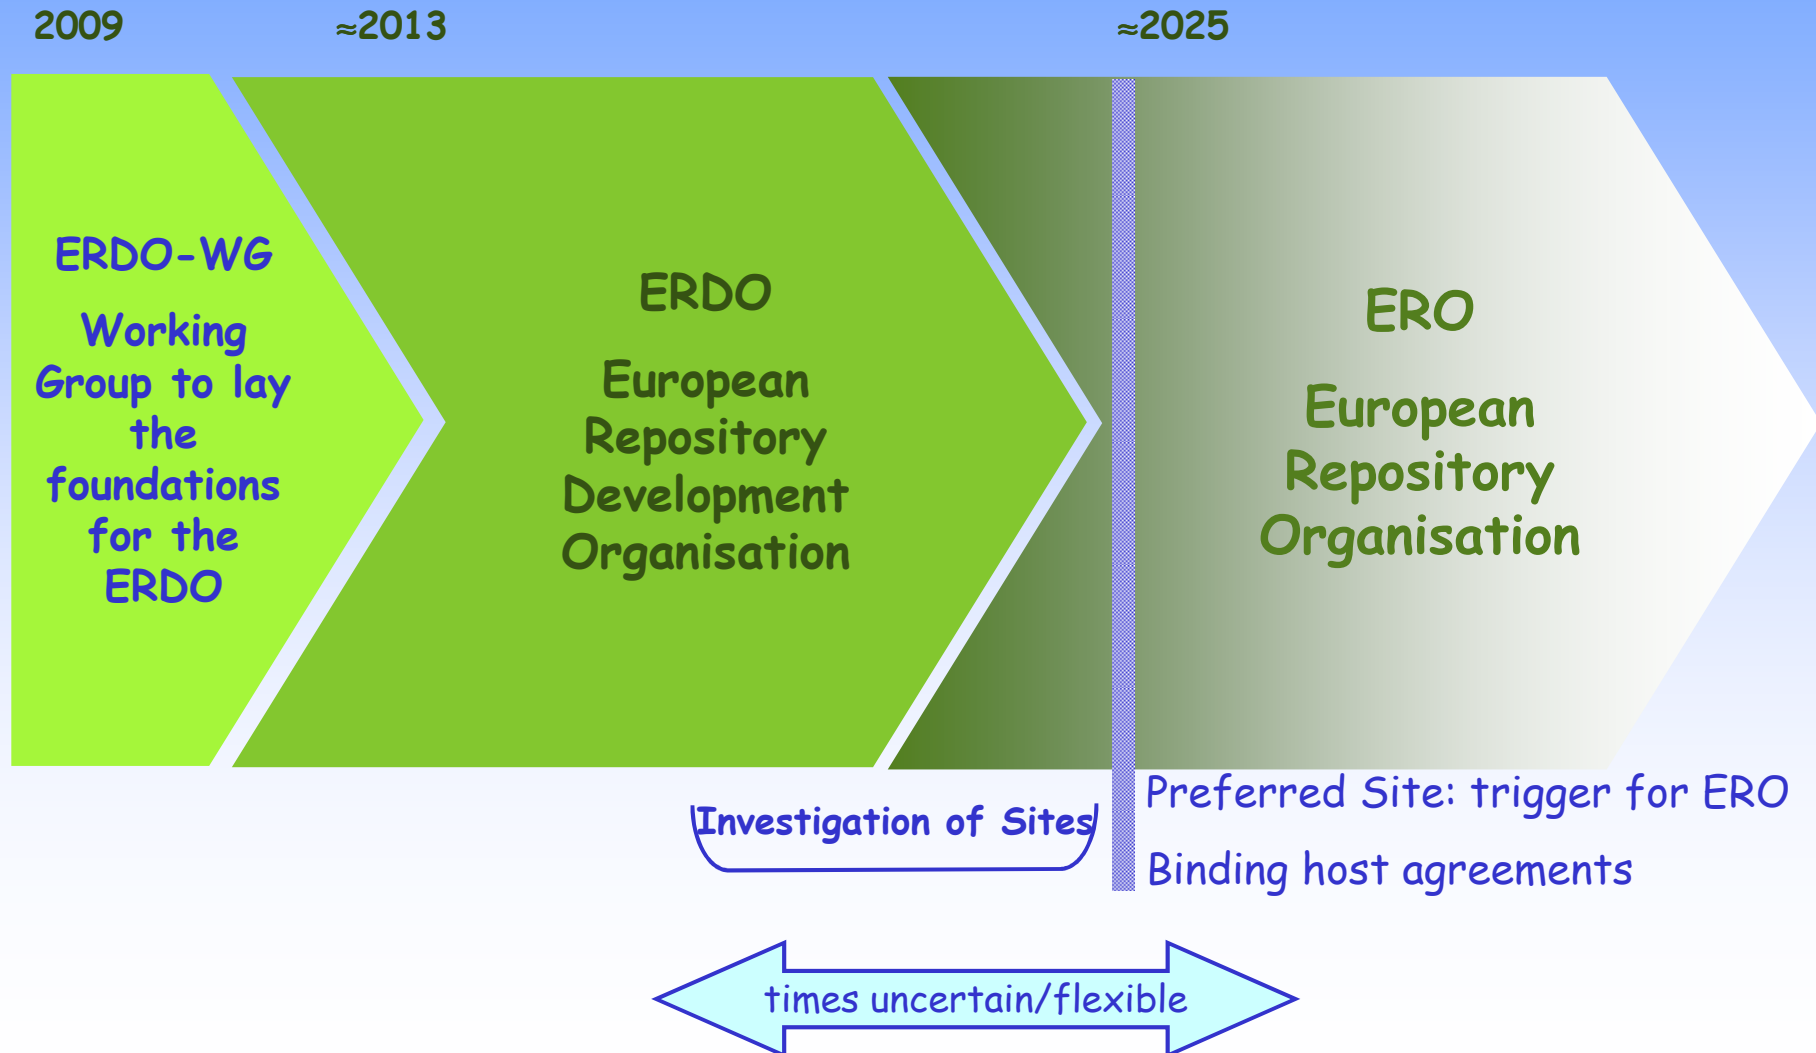 2009
≈2013
≈2025
ERDO-WG
Working
Group to lay
the
foundations
for the
ERDO
ERDO
European
Repository
Development
Organisation
ERO
European
Repository
Organisation
Investigation of Sites
Preferred Site: trigger for ERO
Binding host agreements
times uncertain/flexible